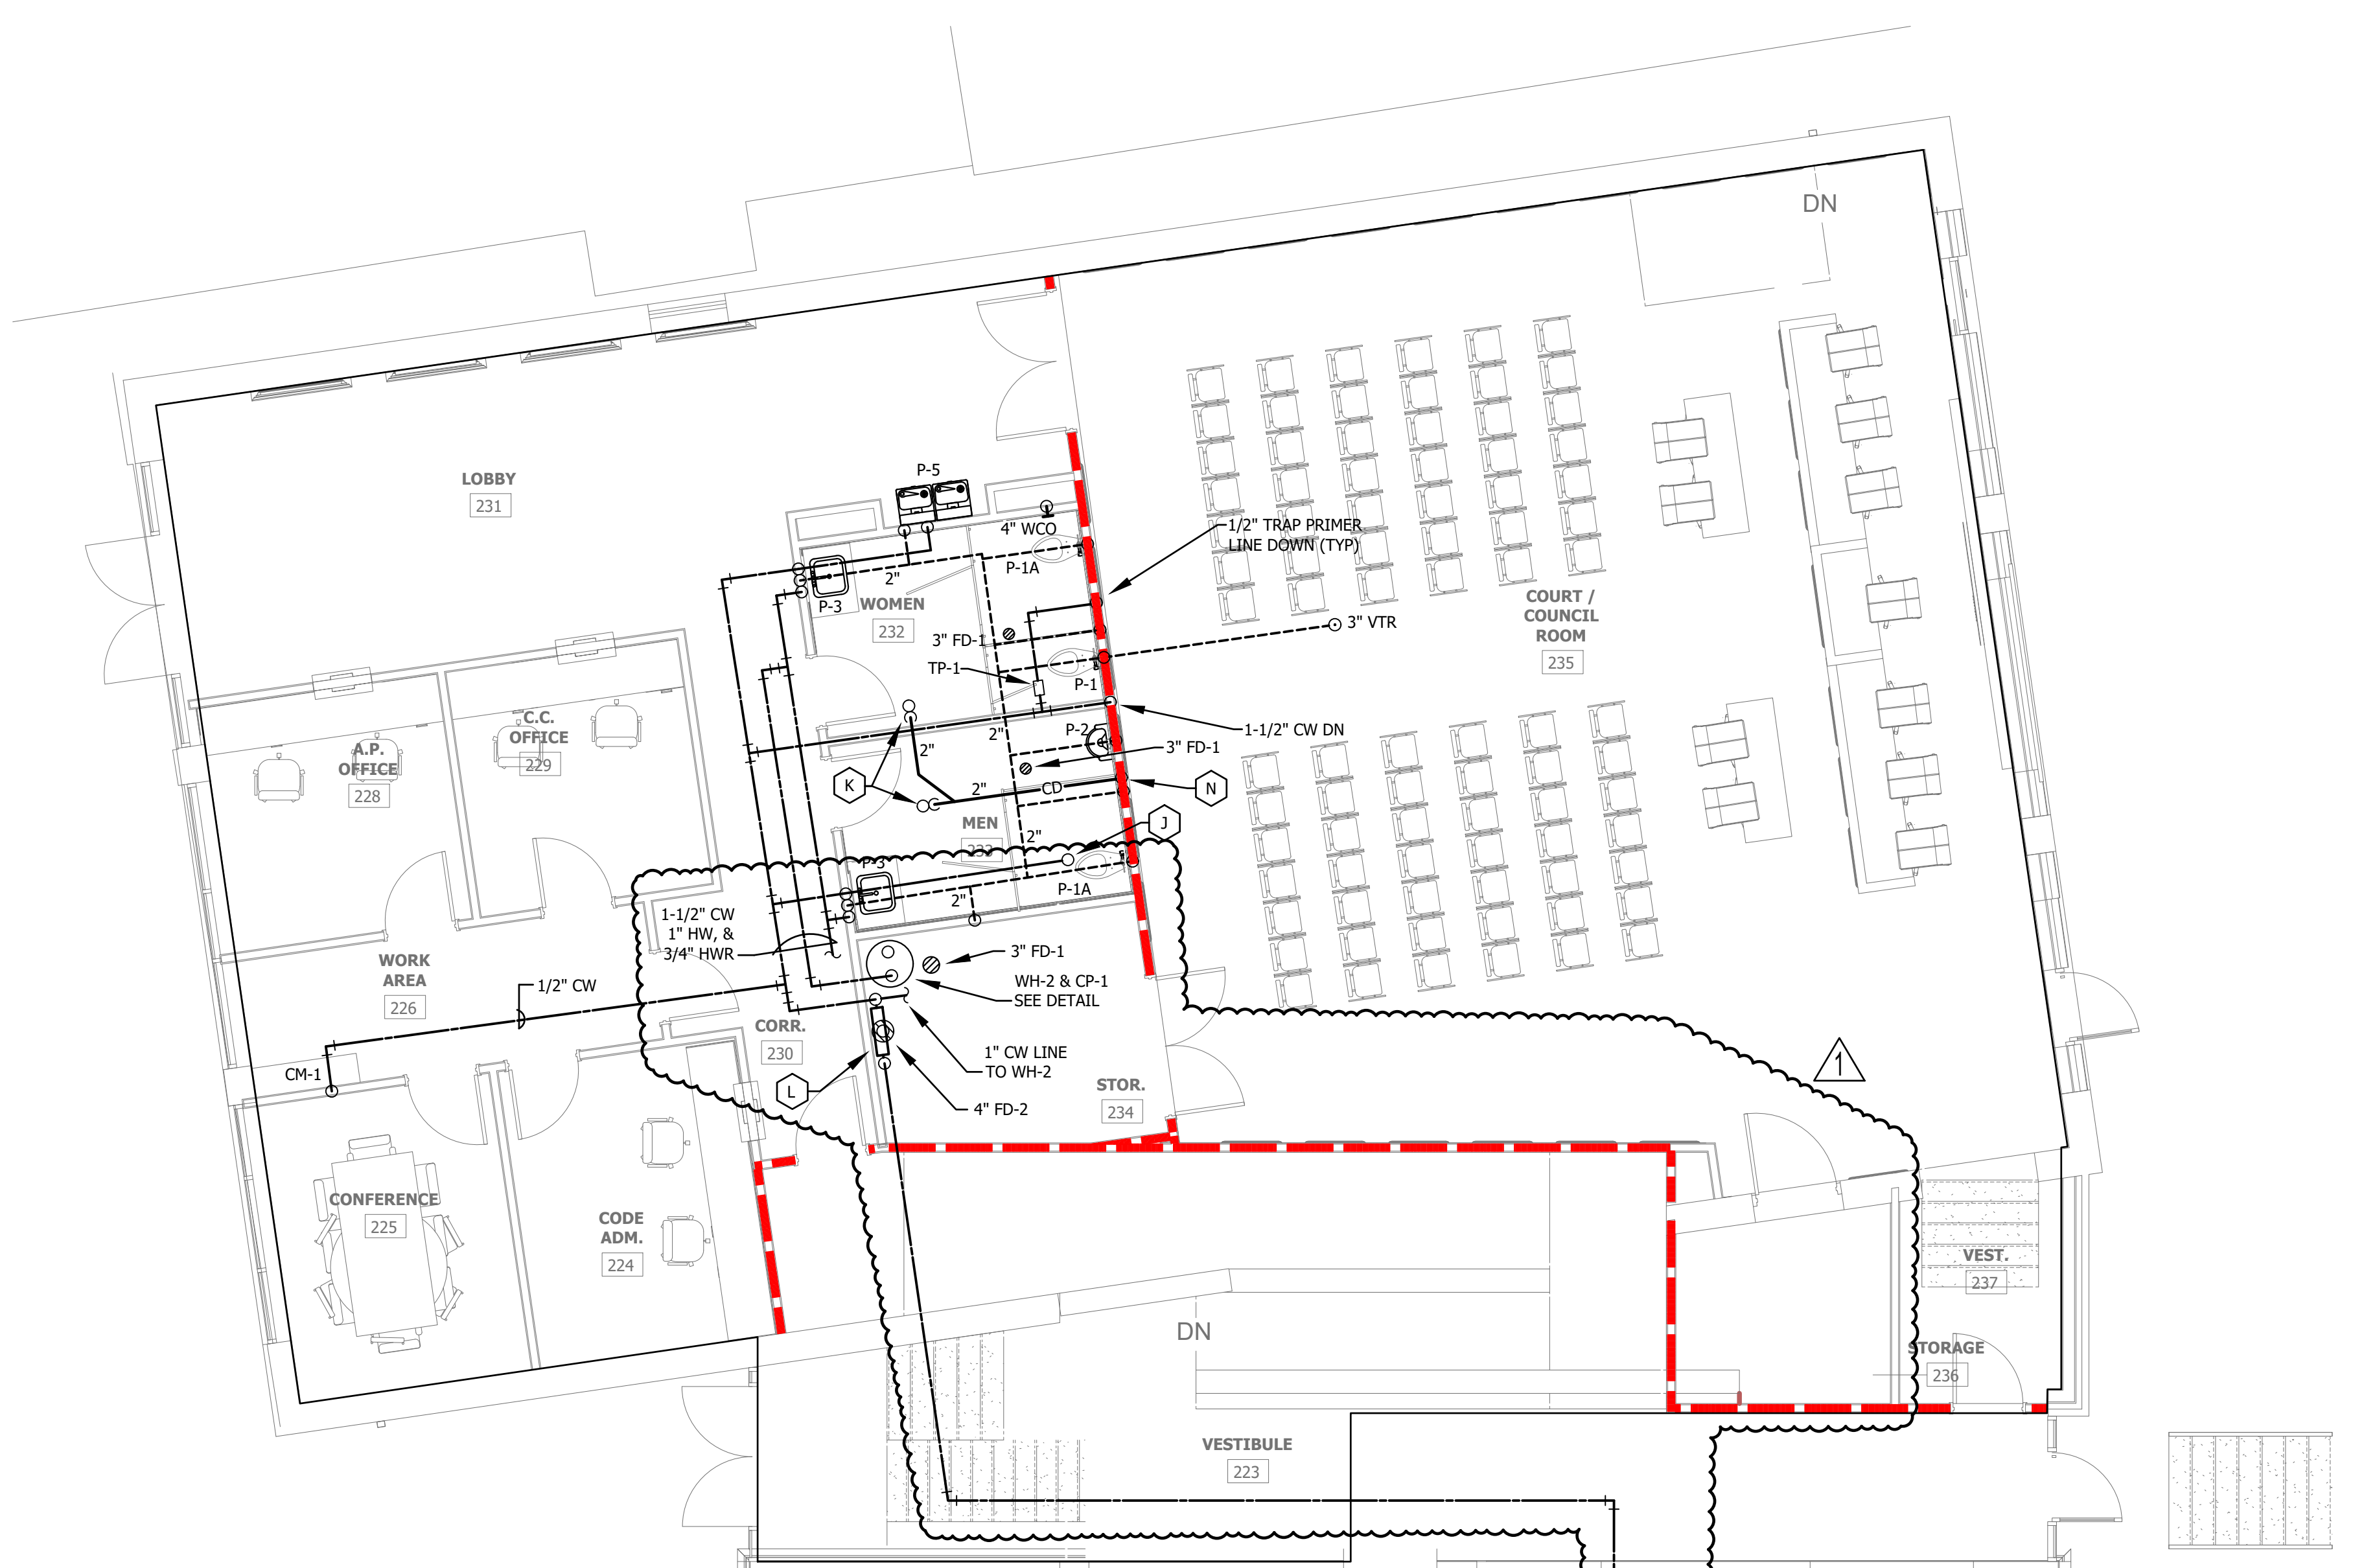 DN
LOBBY
231
P-5
4" WCO
1/2" TRAP PRIMER
LINE DOWN (TYP)
P-1A
2"
P-3
WOMEN
232
COURT /
COUNCIL
ROOM
235
3" VTR
3" FD-1
TP-1
P-1
C.C.
OFFICE
229
A.P.
OFFICE
228
2"
P-2
1-1/2" CW DN
2"
3" FD-1
K
2"
CD
N
MEN
233
J
2"
P-3
P-1A
2"
1-1/2" CW
1" HW, &
3/4" HWR
WORK
AREA
226
1/2" CW
3" FD-1
WH-2 & CP-1
SEE DETAIL
CORR.
230
1" CW LINE
TO WH-2
1
CM-1
L
4" FD-2
STOR.
234
CONFERENCE
225
CODE
ADM.
224
VEST.
237
DN
STORAGE
236
VESTIBULE
223